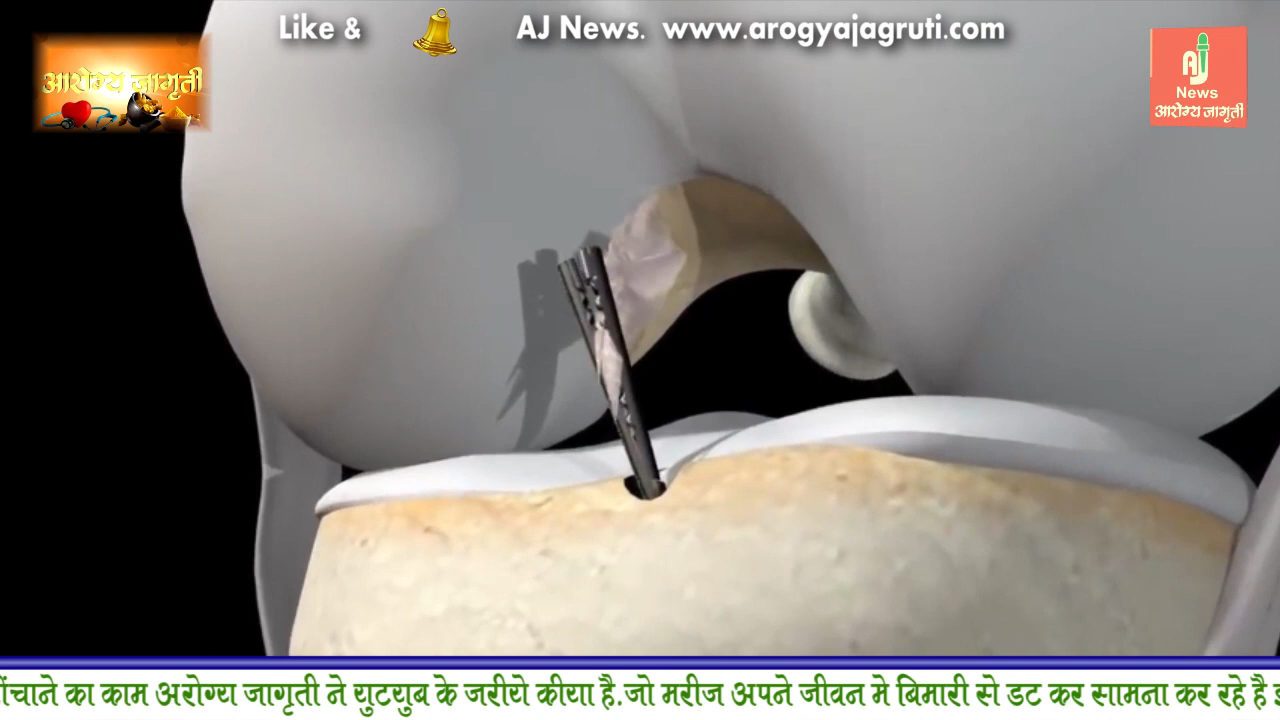 Like & AJ News. www.arogyajagruti.com
आरोग्य जागृती
AJ
News
आरोग्य जागृती
का काम अरोग्य जागृती ने युटयुब के जरीये कीया है.जो मरीज अपने जीवन मे बिमारी से डट कर सामना कर रहे है